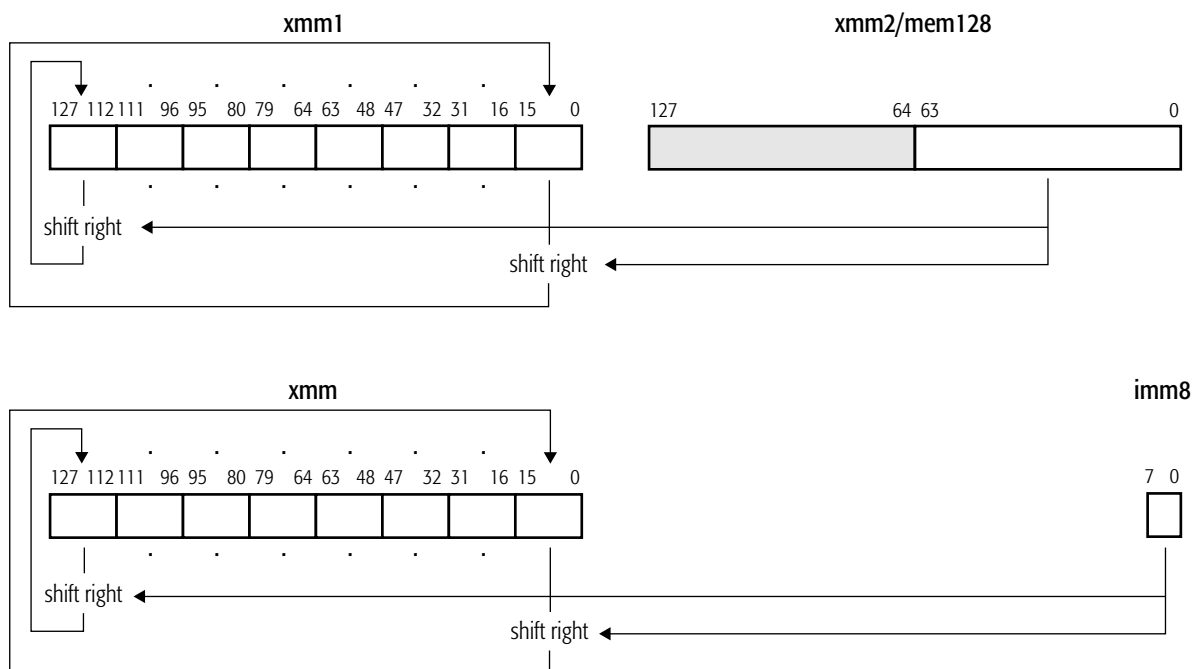 xmm1 xmm2/mem128
127 112 111 96 95 80 79 64 63 48 47 32 31 16 15 0 127 64 63 0
shift right
shift right
xmm imm8
127 112 111 96 95 80 79 64 63 48 47 32 31 16 15 0 7 0
shift right
shift right